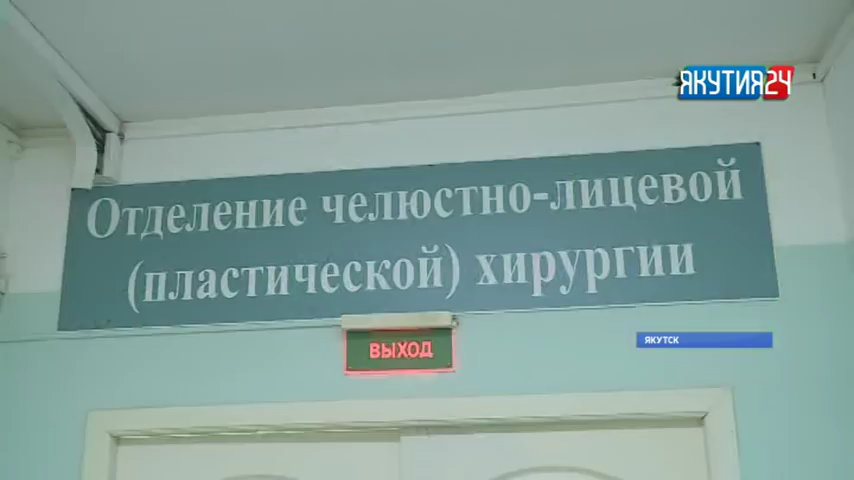 ЯКУТИЯ24
Отделение челюстно-лицевой
(пластической) хирургии
ЯКУТСК
ВЫХОД